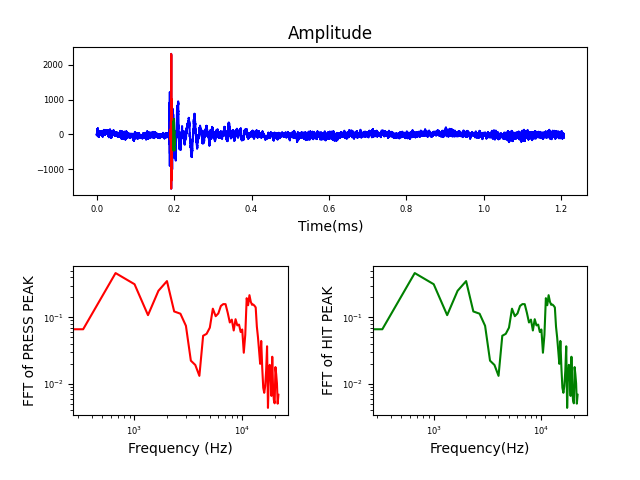 Amplitude
2000
1000
0
−1000
0.0 0.2 0.4 0.6 0.8 1.0 1.2
Time(ms)
FFT of PRESS PEAK
10⁻¹
10⁻²
10³ 10⁴
Frequency (Hz)
FFT of HIT PEAK
10⁻¹
10⁻²
10³ 10⁴
Frequency(Hz)